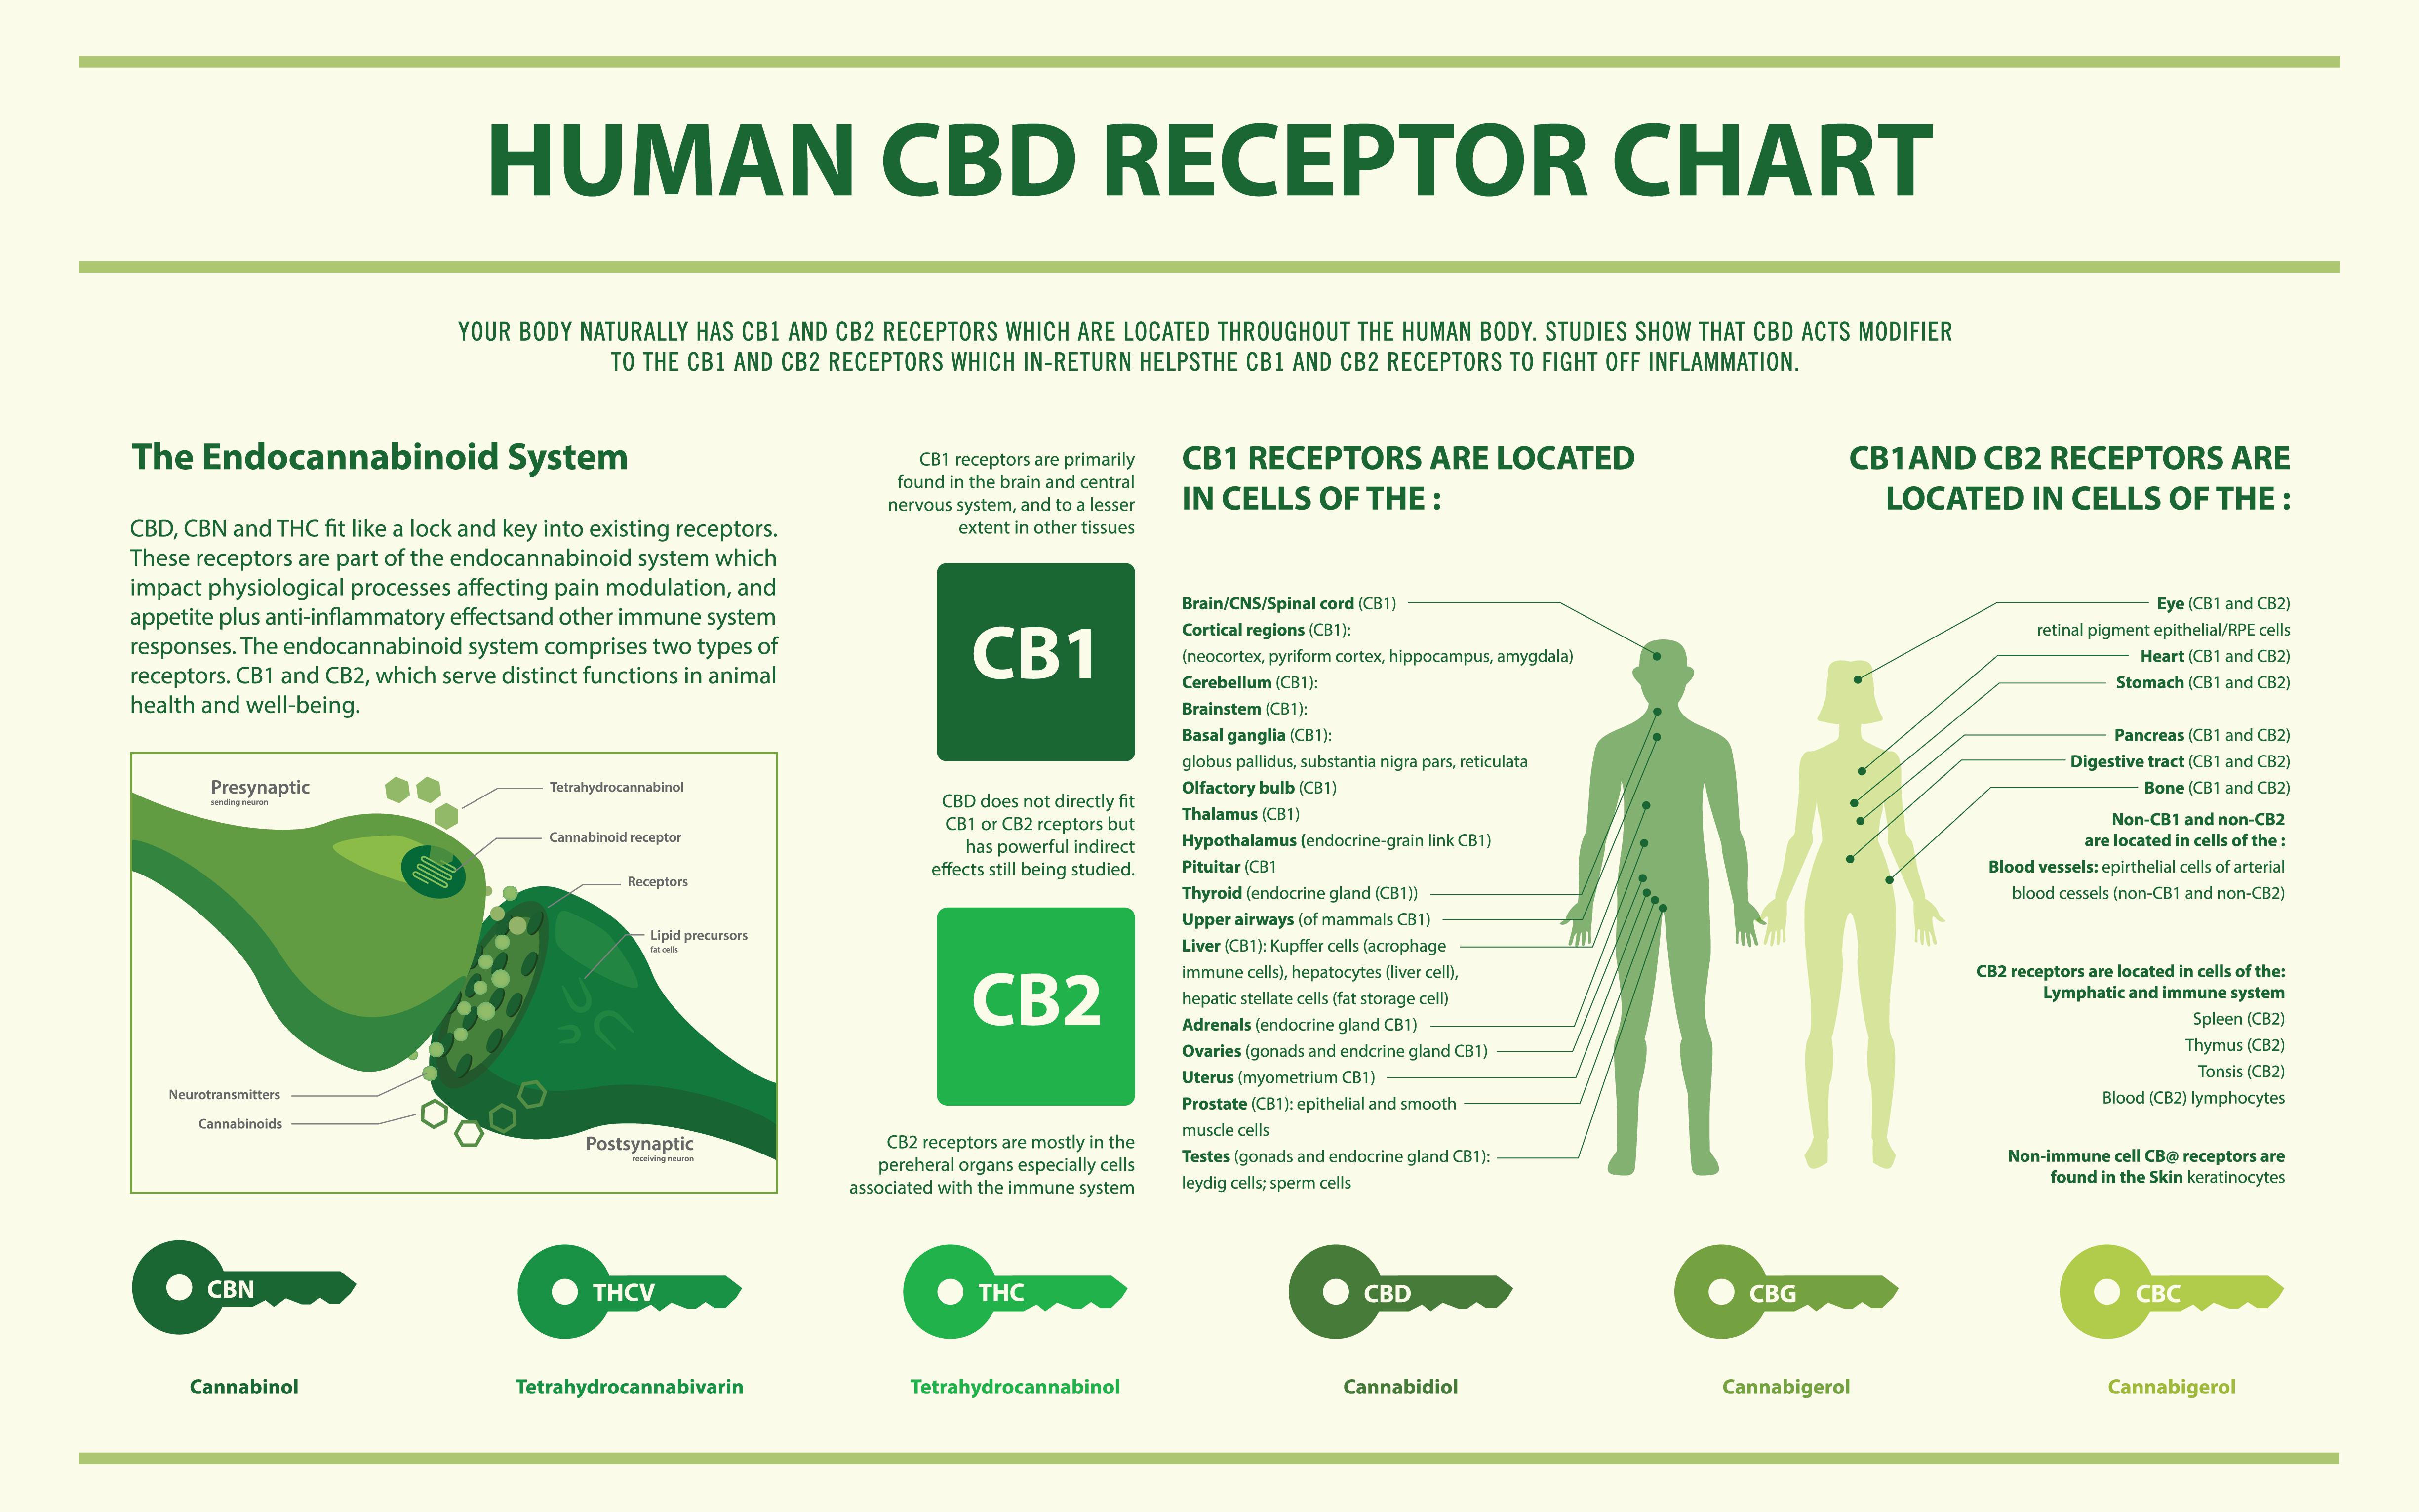 HUMAN CBD RECEPTOR CHART
YOUR BODY NATURALLY HAS CB1 AND CB2 RECEPTORS WHICH ARE LOCATED THROUGHOUT THE HUMAN BODY. STUDIES SHOW THAT CBD ACTS MODIFIER
TO THE CB1 AND CB2 RECEPTORS WHICH IN-RETURN HELPSTHE CB1 AND CB2 RECEPTORS TO FIGHT OFF INFLAMMATION.
The Endocannabinoid System
CBD, CBN and THC fit like a lock and key into existing receptors.
These receptors are part of the endocannabinoid system which
impact physiological processes affecting pain modulation, and
appetite plus anti-inflammatory effectsand other immune system
responses. The endocannabinoid system comprises two types of
receptors. CB1 and CB2, which serve distinct functions in animal
health and well-being.
Presynaptic
sending neuron
Tetrahydrocannabinol
Cannabinoid receptor
Receptors
Lipid precursors
fat cells
Neurotransmitters
Cannabinoids
Postsynaptic
receiving neuron
CB1 receptors are primarily
found in the brain and central
nervous system, and to a lesser
extent in other tissues
CB1
CBD does not directly fit
CB1 or CB2 rceptors but
has powerful indirect
effects still being studied.
CB2
CB2 receptors are mostly in the
pereheral organs especially cells
associated with the immune system
CB1 RECEPTORS ARE LOCATED
IN CELLS OF THE :
Brain/CNS/Spinal cord (CB1)
Cortical regions (CB1):
(neocortex, pyriform cortex, hippocampus, amygdala)
Cerebellum (CB1):
Brainstem (CB1):
Basal ganglia (CB1):
globus pallidus, substantia nigra pars, reticulata
Olfactory bulb (CB1)
Thalamus (CB1)
Hypothalamus (endocrine-grain link CB1)
Pituitar (CB1
Thyroid (endocrine gland (CB1))
Upper airways (of mammals CB1)
Liver (CB1): Kupffer cells (acrophage
immune cells), hepatocytes (liver cell),
hepatic stellate cells (fat storage cell)
Adrenals (endocrine gland CB1)
Ovaries (gonads and endcrine gland CB1)
Uterus (myometrium CB1)
Prostate (CB1): epithelial and smooth
muscle cells
Testes (gonads and endocrine gland CB1):
leydig cells; sperm cells
CB1AND CB2 RECEPTORS ARE
LOCATED IN CELLS OF THE :
Eye (CB1 and CB2)
retinal pigment epithelial/RPE cells
Heart (CB1 and CB2)
Stomach (CB1 and CB2)
Pancreas (CB1 and CB2)
Digestive tract (CB1 and CB2)
Bone (CB1 and CB2)
Non-CB1 and non-CB2
are located in cells of the :
Blood vessels: epirthelial cells of arterial
blood cessels (non-CB1 and non-CB2)
CB2 receptors are located in cells of the:
Lymphatic and immune system
Spleen (CB2)
Thymus (CB2)
Tonsis (CB2)
Blood (CB2) lymphocytes
Non-immune cell CB@ receptors are
found in the Skin keratinocytes
CBN
THCV
THC
CBD
CBG
CBC
Cannabinol
Tetrahydrocannabivarin
Tetrahydrocannabinol
Cannabidiol
Cannabigerol
Cannabigerol